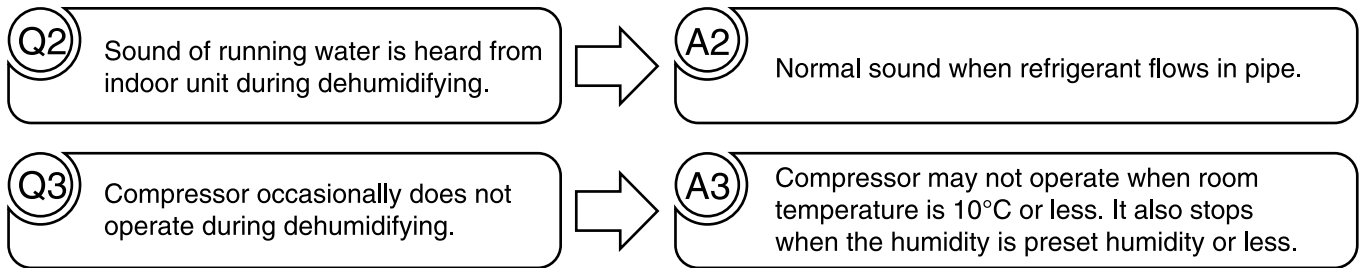 Q2
Sound of running water is heard from
indoor unit during dehumidifying.
A2
Normal sound when refrigerant flows in pipe.
Q3
Compressor occasionally does not
operate during dehumidifying.
A3
Compressor may not operate when room
temperature is 10°C or less. It also stops
when the humidity is preset humidity or less.